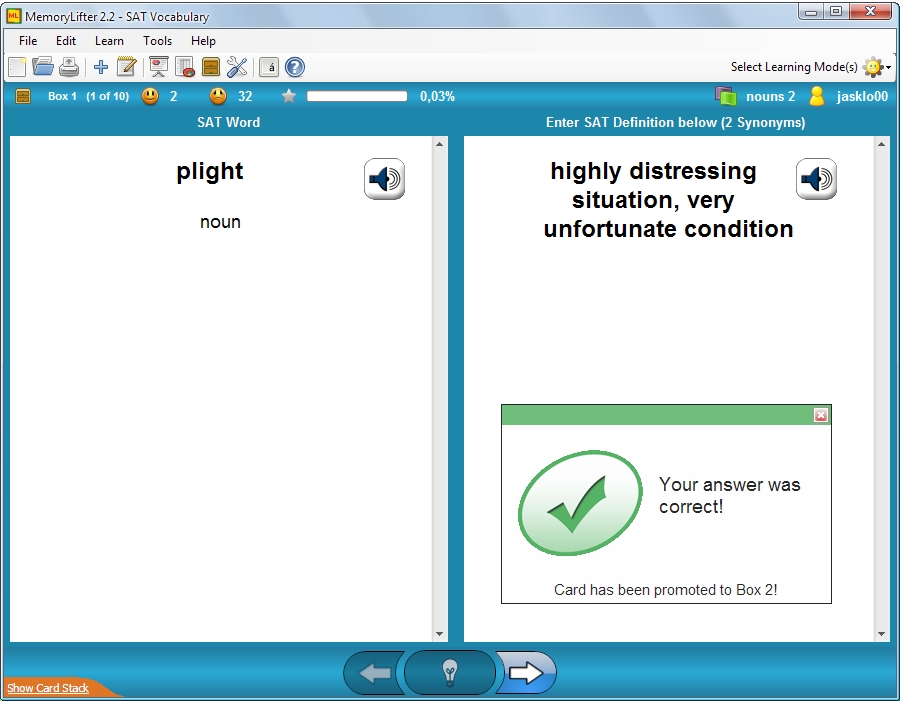 ML MemoryLifter 2.2 - SAT Vocabulary
File Edit Learn Tools Help
á ? Select Learning Mode(s)
Box 1 (1 of 10) 2 32 0,03% nouns 2 jasklo00
SAT Word
Enter SAT Definition below (2 Synonyms)
plight
noun
highly distressing
situation, very
unfortunate condition
Your answer was
correct!
Card has been promoted to Box 2!
Show Card Stack